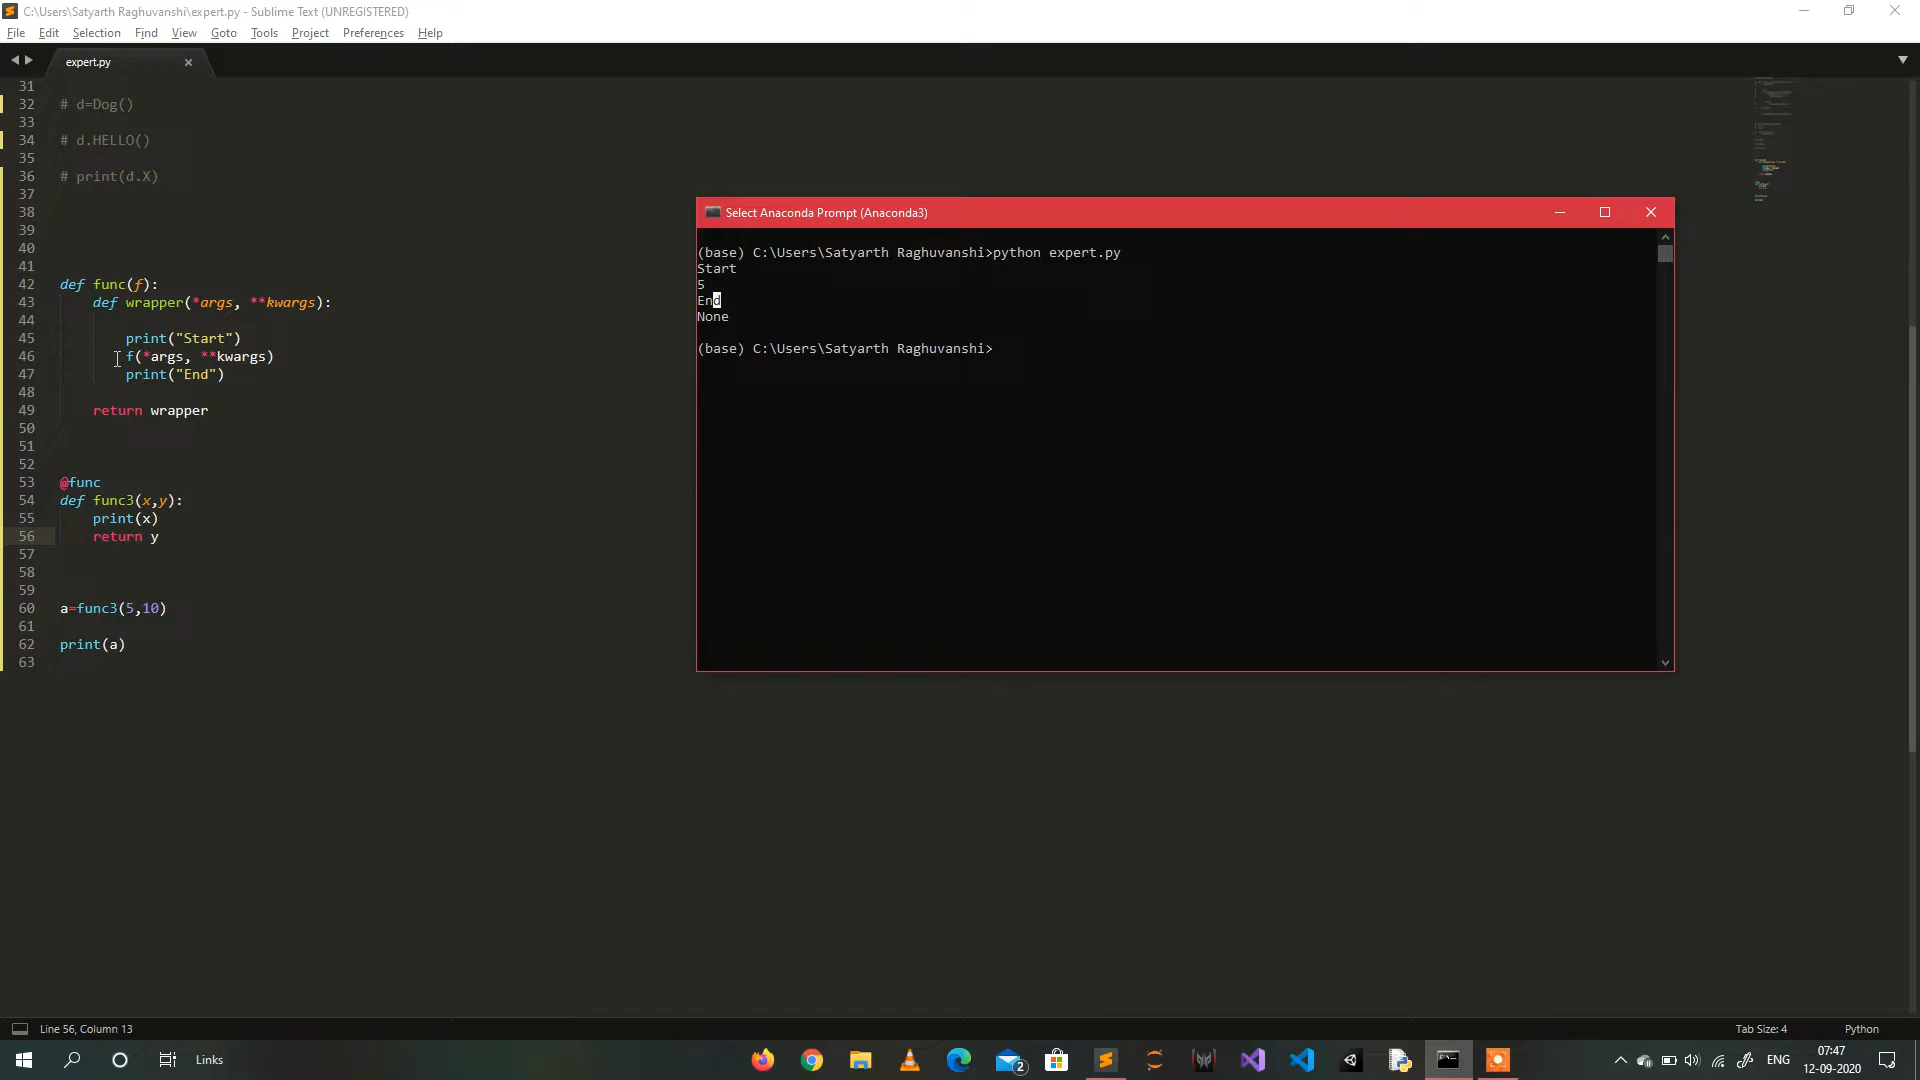 C:\Users\Satyarth Raghuvanshi\expert.py - Sublime Text (UNREGISTERED)
File Edit Selection Find View Goto Tools Project Preferences Help
expert.py
31
32 # d=Dog()
33
34 # d.HELLO()
35
36 # print(d.X)
37
38
39
40
41
42 def func(f):
43 def wrapper(*args, **kwargs):
44
45 print("Start")
46 f(*args, **kwargs)
47 print("End")
48
49 return wrapper
50
51
52
53 @func
54 def func3(x,y):
55 print(x)
56 return y
57
58
59
60 a=func3(5,10)
61
62 print(a)
63
Select Anaconda Prompt (Anaconda3)
(base) C:\Users\Satyarth Raghuvanshi>python expert.py
Start
5
End
None
(base) C:\Users\Satyarth Raghuvanshi>
Line 56, Column 13
Tab Size: 4 Python
Links
2
ENG
07:47
12-09-2020